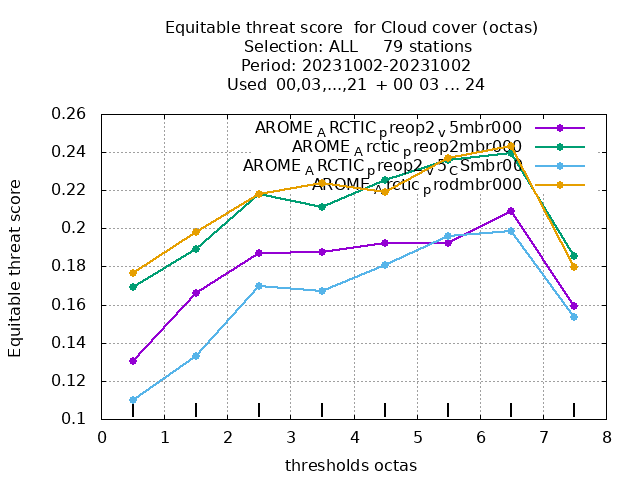 Equitable threat score  for Cloud cover (octas)
Selection: ALL     79 stations
Period: 20231002-20231002
Used  00,03,...,21  + 00 03 ... 24
0.26
0.24
0.22
0.2
0.18
0.16
0.14
0.12
0.1
Equitable threat score
AROME_ARCTIC_preop2_v5mbr000
AROME_Arctic_preop2mbr000
AROME_ARCTIC_preop2_v5_CSmbr00
AROME_Arctic_prodmbr000
0 1 2 3 4 5 6 7 8
thresholds octas